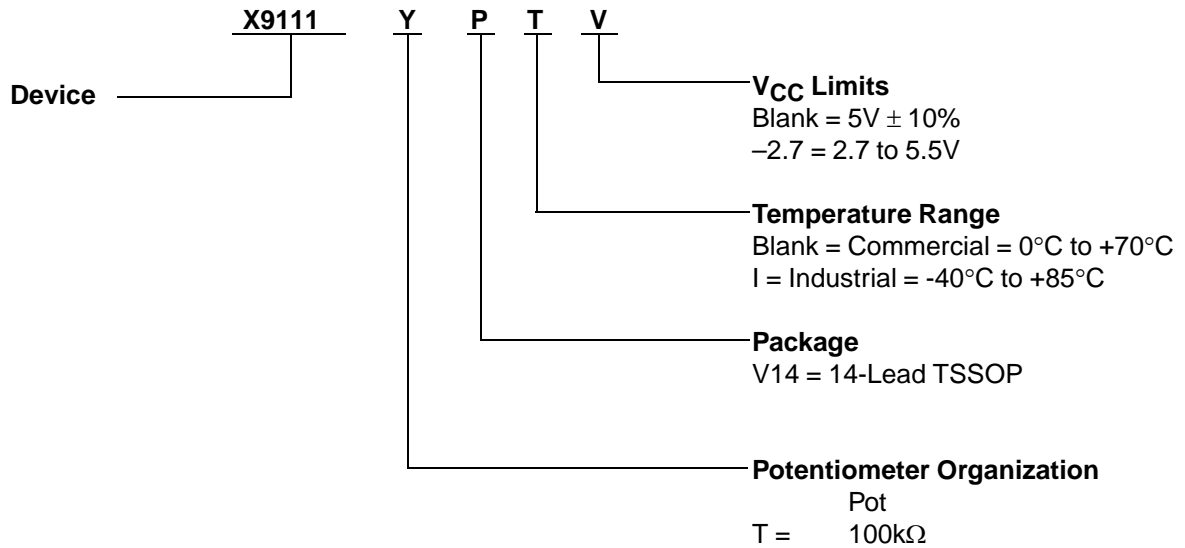 X9111 Y P T V
Device
VCC Limits
Blank = 5V ± 10%
–2.7 = 2.7 to 5.5V
Temperature Range
Blank = Commercial = 0°C to +70°C
I = Industrial = -40°C to +85°C
Package
V14 = 14-Lead TSSOP
Potentiometer Organization
Pot
T = 100kΩ